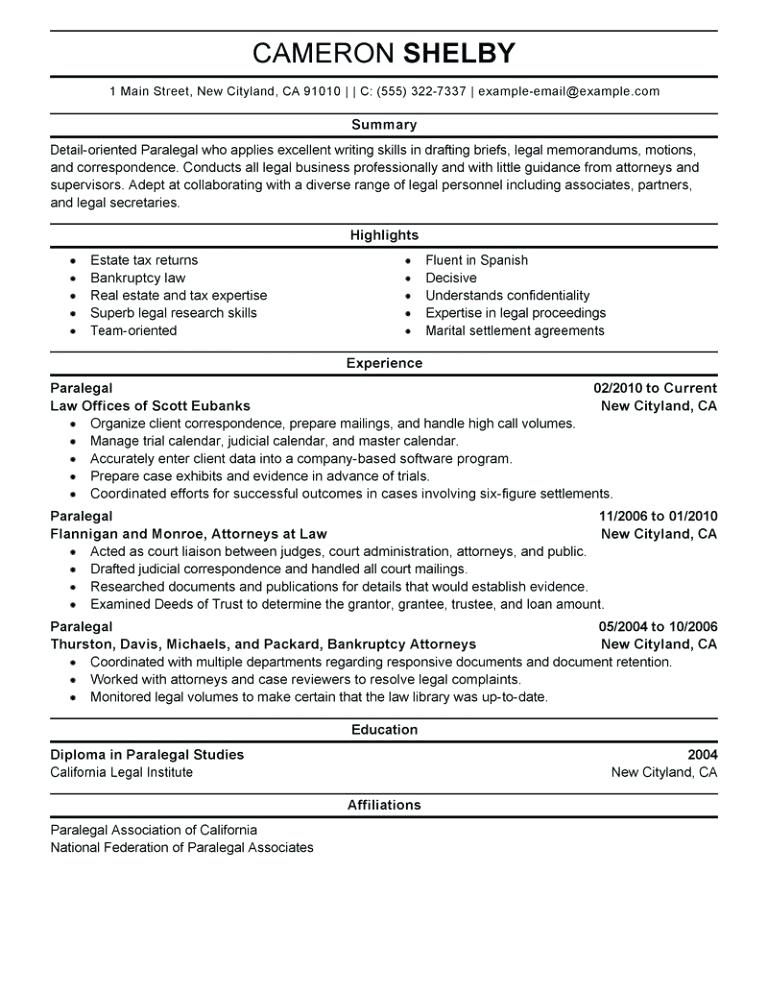 CAMERON SHELBY
1 Main Street, New Cityland, CA 91010 | | C: (555) 322-7337 | example-email@example.com
Summary
Detail-oriented Paralegal who applies excellent writing skills in drafting briefs, legal memorandums, motions,
and correspondence. Conducts all legal business professionally and with little guidance from attorneys and
supervisors. Adept at collaborating with a diverse range of legal personnel including associates, partners,
and legal secretaries.
Highlights
• Estate tax returns
• Bankruptcy law
• Real estate and tax expertise
• Superb legal research skills
• Team-oriented
• Fluent in Spanish
• Decisive
• Understands confidentiality
• Expertise in legal proceedings
• Marital settlement agreements
Experience
Paralegal 02/2010 to Current
Law Offices of Scott Eubanks New Cityland, CA
• Organize client correspondence, prepare mailings, and handle high call volumes.
• Manage trial calendar, judicial calendar, and master calendar.
• Accurately enter client data into a company-based software program.
• Prepare case exhibits and evidence in advance of trials.
• Coordinated efforts for successful outcomes in cases involving six-figure settlements.
Paralegal 11/2006 to 01/2010
Flannigan and Monroe, Attorneys at Law New Cityland, CA
• Acted as court liaison between judges, court administration, attorneys, and public.
• Drafted judicial correspondence and handled all court mailings.
• Researched documents and publications for details that would establish evidence.
• Examined Deeds of Trust to determine the grantor, grantee, trustee, and loan amount.
Paralegal 05/2004 to 10/2006
Thurston, Davis, Michaels, and Packard, Bankruptcy Attorneys New Cityland, CA
• Coordinated with multiple departments regarding responsive documents and document retention.
• Worked with attorneys and case reviewers to resolve legal complaints.
• Monitored legal volumes to make certain that the law library was up-to-date.
Education
Diploma in Paralegal Studies 2004
California Legal Institute New Cityland, CA
Affiliations
Paralegal Association of California
National Federation of Paralegal Associates